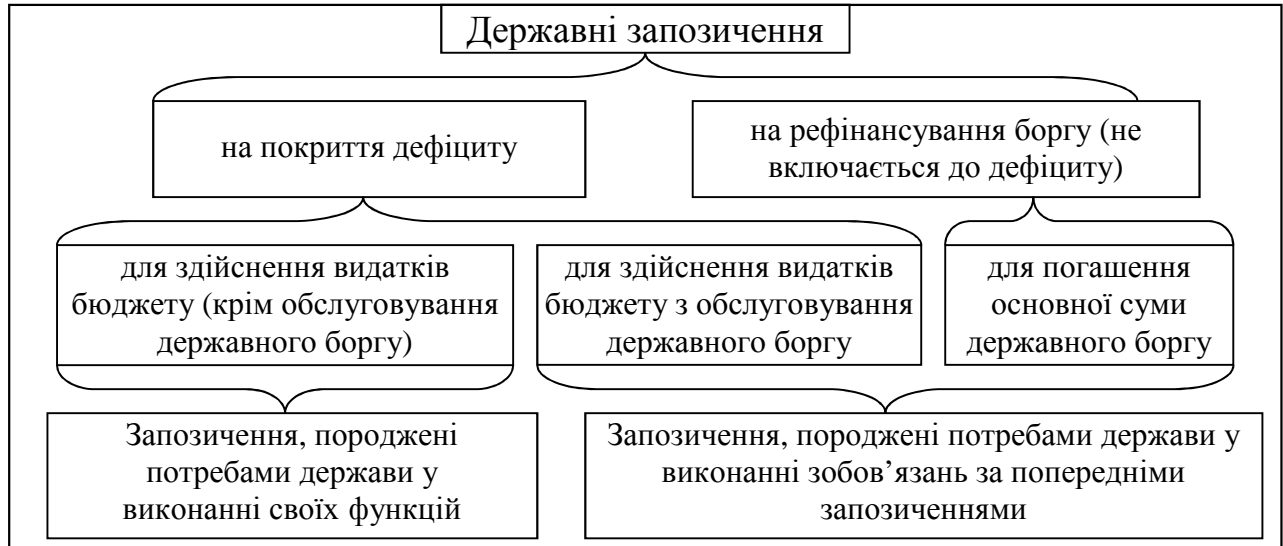 Державні запозичення
на покриття дефіциту
на рефінансування боргу (не
включається до дефіциту)
для здійснення видатків
бюджету (крім обслуговування
державного боргу)
для здійснення видатків
бюджету з обслуговування
державного боргу
для погашення
основної суми
державного боргу
Запозичення, породжені
потребами держави у
виконанні своїх функцій
Запозичення, породжені потребами держави у
виконанні зобов’язань за попередніми
запозиченнями